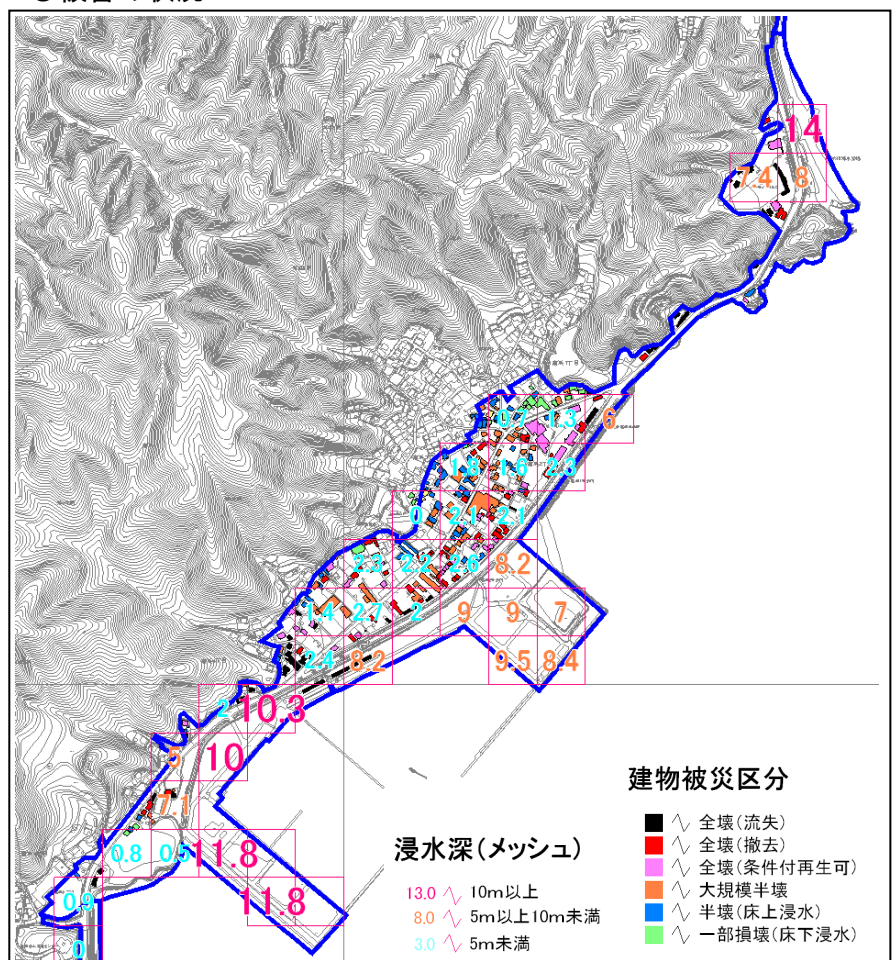 14
7.4 8
0.7 1.3 6
1.8 1.6 2.3
0 2.1 2.1
2.3 2.2 2.6 8.2
1.4 2.7 2 9 9 7
2.4 8.2 9.5 8.4
2 10.3
5 10
7.1
0.8 0.5 11.8
0.9 11.8
0
浸水深(メッシュ)
13.0 10m以上
8.0 5m以上10m未満
3.0 5m未満
建物被災区分
全壊(流失)
全壊(撤去)
全壊(条件付再生可)
大規模半壊
半壊(床上浸水)
一部損壊(床下浸水)